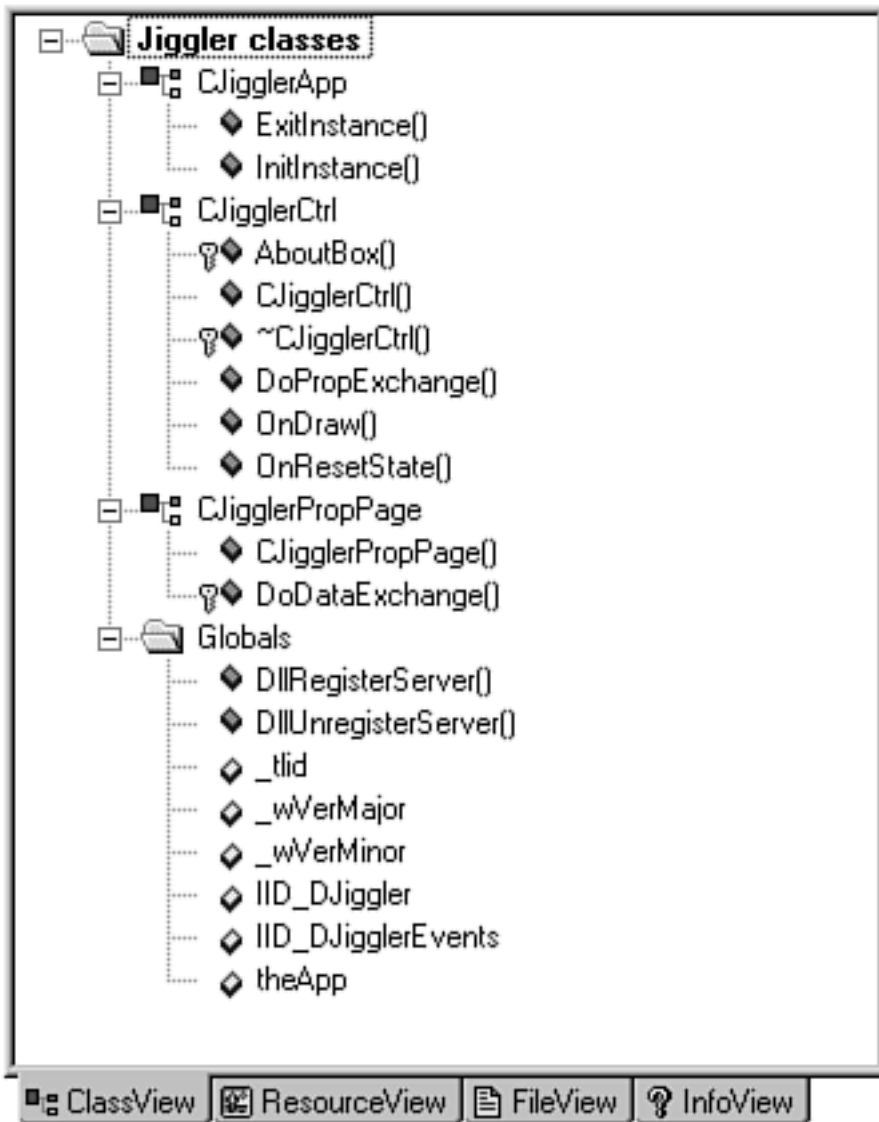 Jiggler classes
CJigglerApp
ExitInstance()
InitInstance()
CJigglerCtrl
AboutBox()
CJigglerCtrl()
~CJigglerCtrl()
DoPropExchange()
OnDraw()
OnResetState()
CJigglerPropPage
CJigglerPropPage()
DoDataExchange()
Globals
DllRegisterServer()
DllUnregisterServer()
_tlid
_wVerMajor
_wVerMinor
IID_DJiggler
IID_DJigglerEvents
theApp
ClassView ResourceView FileView InfoView